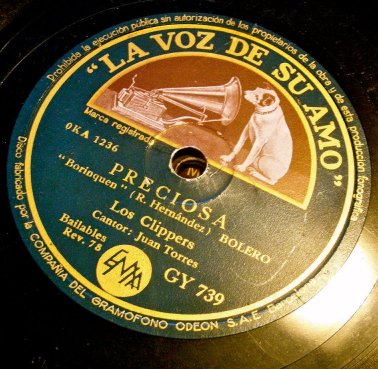 Prohibida la ejecución pública sin autorización de los propietarios de la obra y de esta producción fonográfica
"LA VOZ DE SU AMO"
Marca registrada
OKA 1236
PRECIOSA
"Borinquen" (R. Hernández) BOLERO
Los Clippers
Cantor: Juan Torres
Bailables
Rev. 78
GY 739
Disco fabricado por la COMPAÑIA DEL GRAMOFONO ODEON S.A.E.